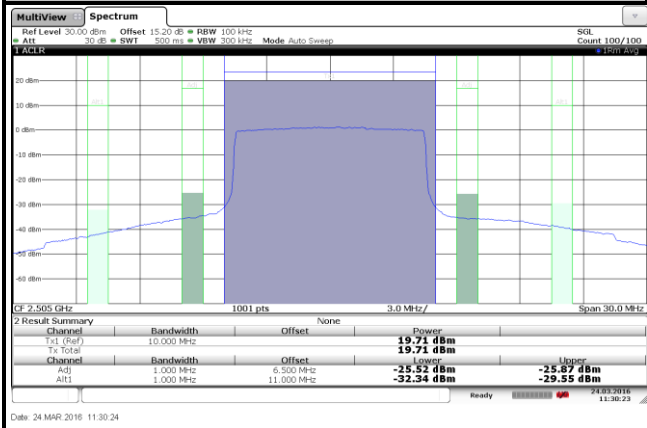 MultiView Spectrum
Ref Level 30.00 dBm Offset 15.20 dB RBW 100 kHz SGL
Att 30 dB SWT 500 ms VBW 300 kHz Mode Auto Sweep Count 100/100
1 ACLR 1Rm Avg
20 dBm
0 dBm
-10 dBm
-20 dBm
-30 dBm
-40 dBm
-50 dBm
-60 dBm
CF 2.505 GHz 1001 pts 3.0 MHz/ Span 30.0 MHz
2 Result Summary None
Channel Bandwidth Offset Power
Tx1 (Ref) 10.000 MHz 19.71 dBm
Tx Total 19.71 dBm
Channel Bandwidth Offset Lower Upper
Adj 1.000 MHz 6.500 MHz -25.52 dBm -25.87 dBm
Alt1 1.000 MHz 11.000 MHz -32.34 dBm -29.55 dBm
Ready 24.03.2016
11:30:23
Date: 24.MAR.2016 11:30:24